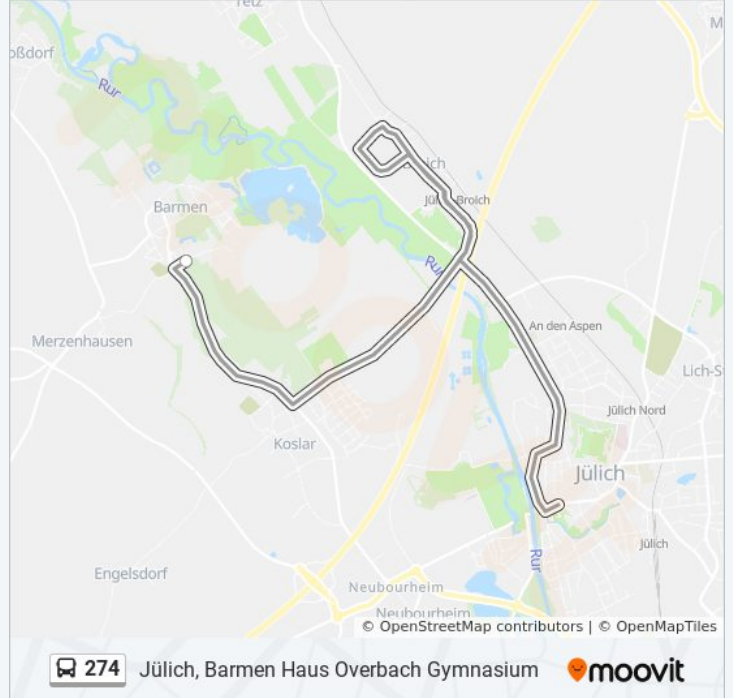 Tetz
M
oßdorf
Rur
Barmen
Jülich Broich
Rur
Merzenhausen
An den Aspen
Lich-S
Jülich Nord
Koslar
Jülich
Jülich
Engelsdorf
Rur
Neubourheim
Neubourheim
© OpenStreetMap contributors | © OpenMapTiles
274 Jülich, Barmen Haus Overbach Gymnasium moovit